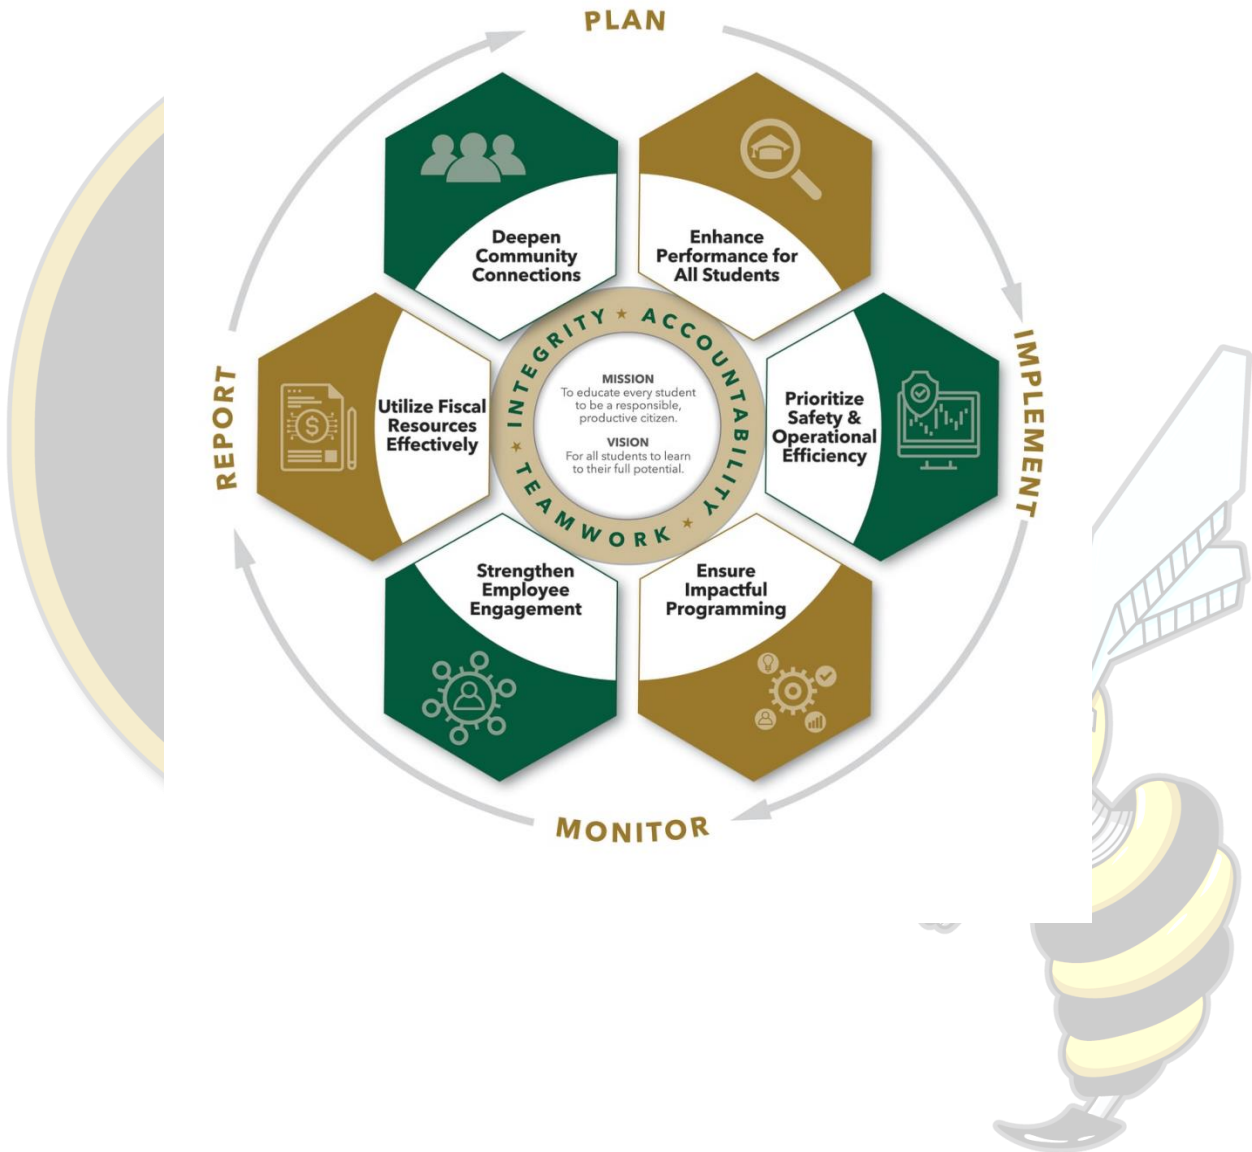 PLAN
Deepen
Community
Connections
Enhance
Performance for
All Students
INTEGRITY ★ ACCOUNTABILITY ★ TEAMWORK ★
MISSION
To educate every student
to be a responsible,
productive citizen.
VISION
For all students to learn
to their full potential.
REPORT
Utilize Fiscal
Resources
Effectively
Prioritize
Safety &
Operational
Efficiency
IMPLEMENT
Strengthen
Employee
Engagement
Ensure
Impactful
Programming
MONITOR